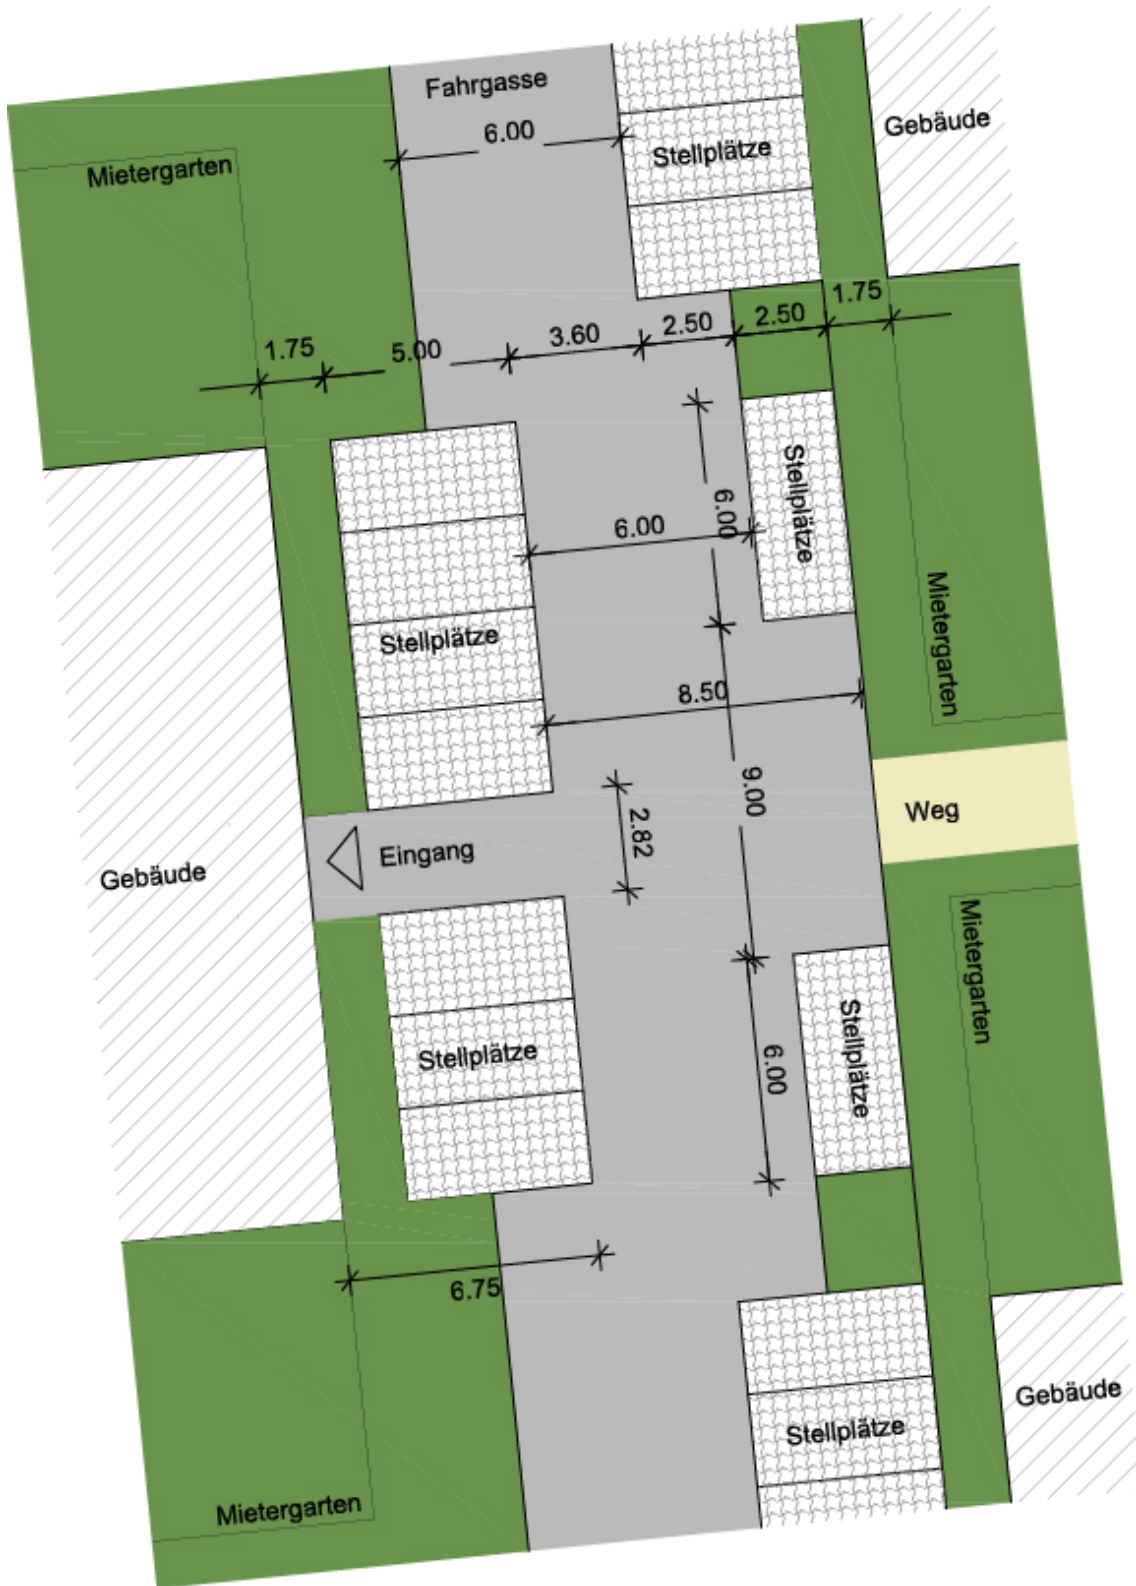 Fahrgasse
6.00
Stellplätze
Gebäude
Mietergarten
1.75
5.00
3.60
2.50
2.50
1.75
Stellplätze
6.00
6.00
Stellplätze
Mietergarten
8.50
9.00
2.82
Weg
Eingang
Gebäude
Mietergarten
Stellplätze
Stellplätze
6.00
6.75
Gebäude
Stellplätze
Mietergarten